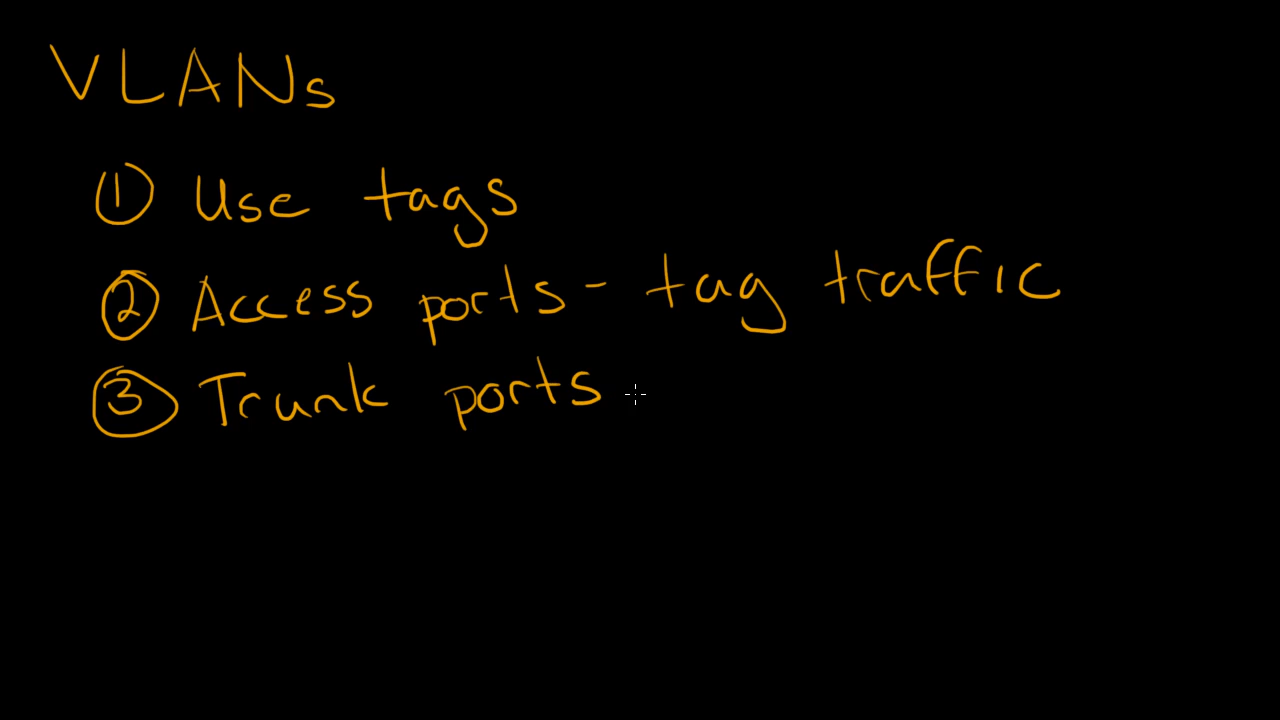 VLANs
① Use tags
② Access ports - tag traffic
③ Trunk ports